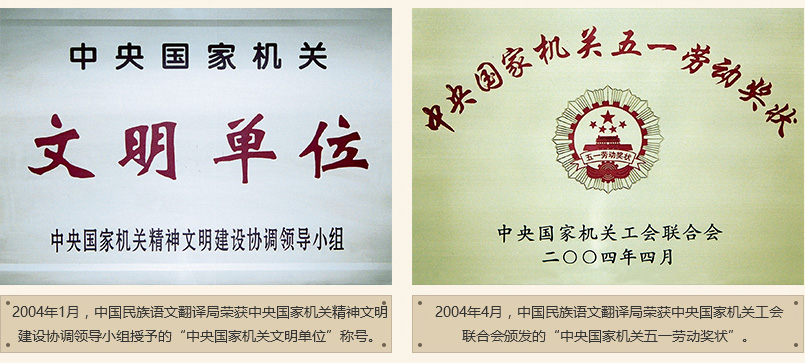 中央国家机关
文明单位
中央国家机关精神文明建设协调领导小组
2004年1月，中国民族语文翻译局荣获中央国家机关精神文明
建设协调领导小组授予的“中央国家机关文明单位”称号。
中央国家机关五一劳动奖状
五一劳动奖状
中央国家机关工会联合会
二〇〇四年四月
2004年4月，中国民族语文翻译局荣获中央国家机关工会
联合会颁发的“中央国家机关五一劳动奖状”。